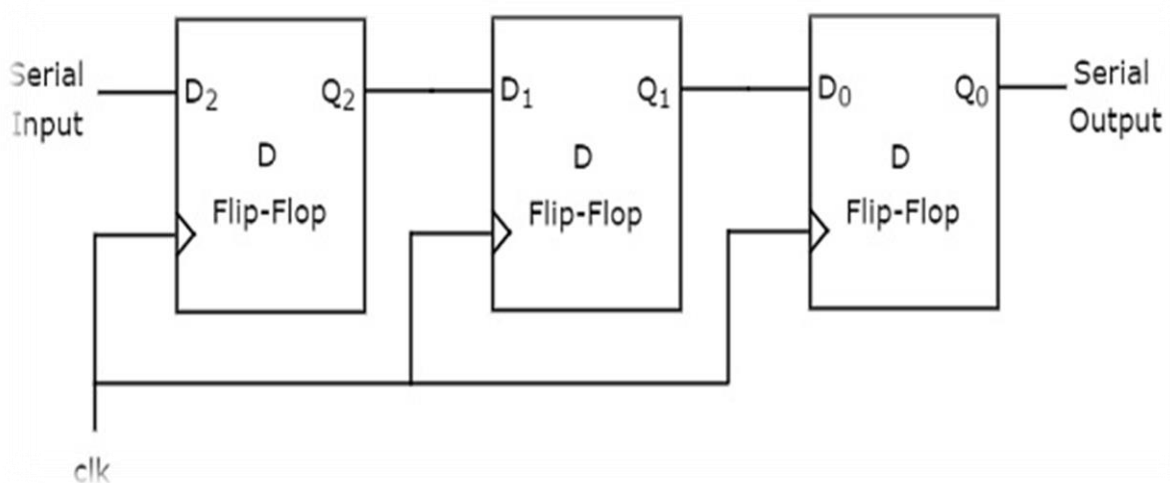 Serial
Input
D₂
Q₂
D
Flip-Flop
D₁
Q₁
D
Flip-Flop
D₀
Q₀
D
Flip-Flop
Serial
Output
clk